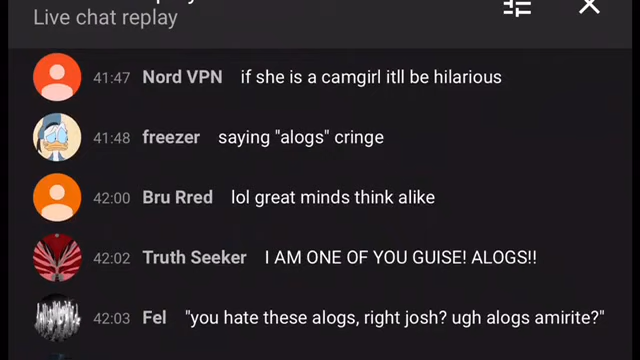 Live chat replay
41:47 Nord VPN if she is a camgirl itll be hilarious
41:48 freezer saying "alogs" cringe
42:00 Bru Rred lol great minds think alike
42:02 Truth Seeker I AM ONE OF YOU GUISE! ALOGS!!
42:03 Fel "you hate these alogs, right josh? ugh alogs amirite?"